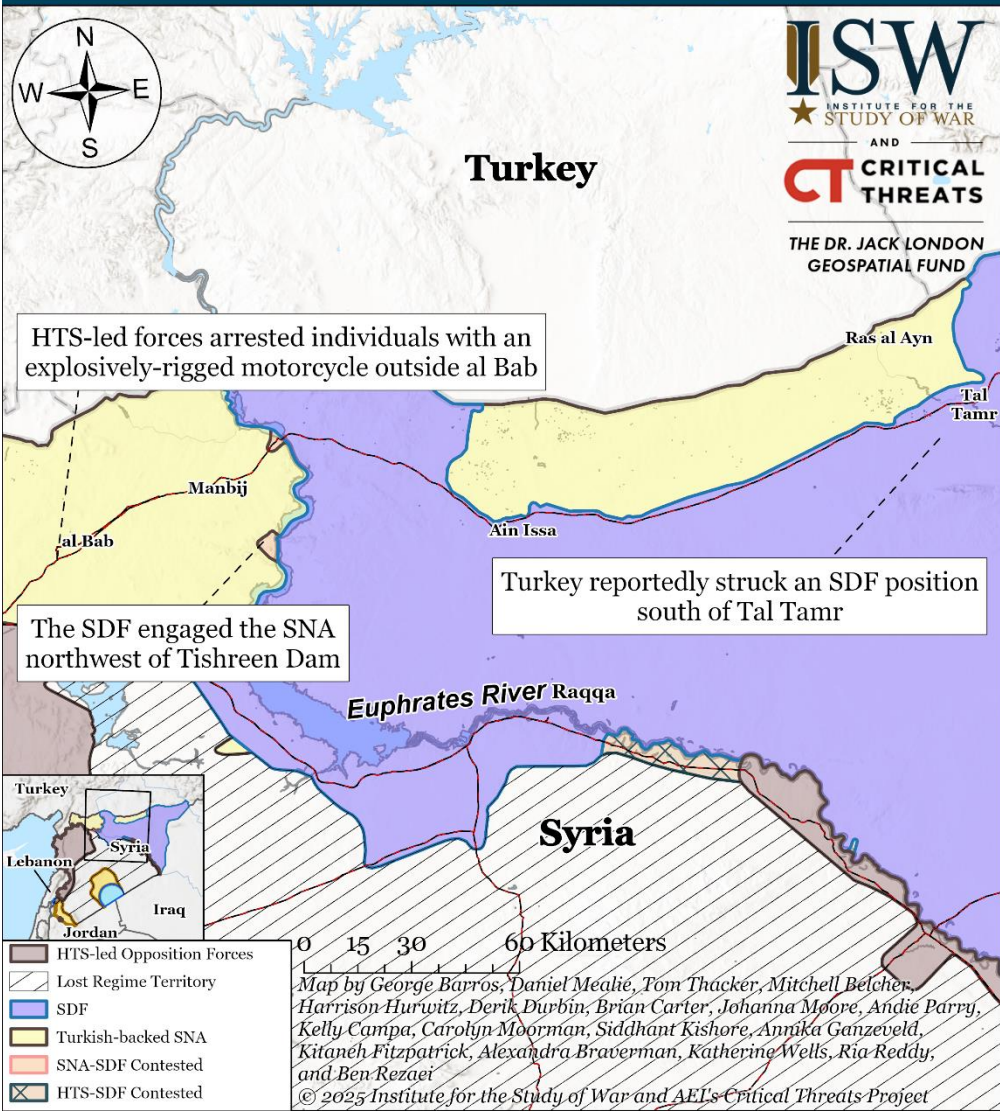 N
W
E
S
ISW
INSTITUTE FOR THE
STUDY OF WAR
AND
CT CRITICAL
THREATS
THE DR. JACK LONDON
GEOSPATIAL FUND
Turkey
HTS-led forces arrested individuals with an
explosively-rigged motorcycle outside al Bab
Ras al Ayn
Tal
Tamr
Manbij
al Bab
Ain Issa
Turkey reportedly struck an SDF position
south of Tal Tamr
The SDF engaged the SNA
northwest of Tishreen Dam
Euphrates River
Raqqa
Syria
Turkey
Syria
Lebanon
Iraq
Jordan
HTS-led Opposition Forces
Lost Regime Territory
SDF
Turkish-backed SNA
SNA-SDF Contested
HTS-SDF Contested
0 15 30 60 Kilometers
Map by George Barros, Daniel Mealie, Tom Thacker, Mitchell Belcher,
Harrison Hurwitz, Derik Durbin, Brian Carter, Johanna Moore, Andie Parry,
Kelly Campa, Carolyn Moorman, Siddhant Kishore, Annika Ganzeveld,
Kitaneh Fitzpatrick, Alexandra Braverman, Katherine Wells, Ria Reddy,
and Ben Rezaei
© 2025 Institute for the Study of War and AEI's Critical Threats Project